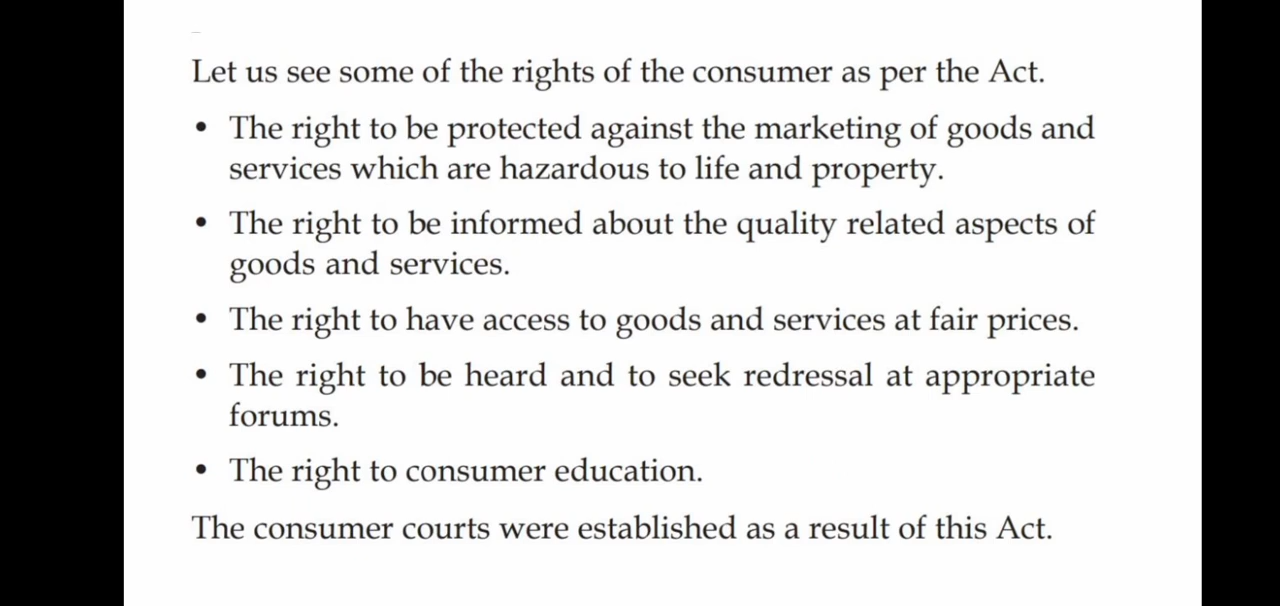 Let us see some of the rights of the consumer as per the Act.
• The right to be protected against the marketing of goods and
services which are hazardous to life and property.
• The right to be informed about the quality related aspects of
goods and services.
• The right to have access to goods and services at fair prices.
• The right to be heard and to seek redressal at appropriate
forums.
• The right to consumer education.
The consumer courts were established as a result of this Act.